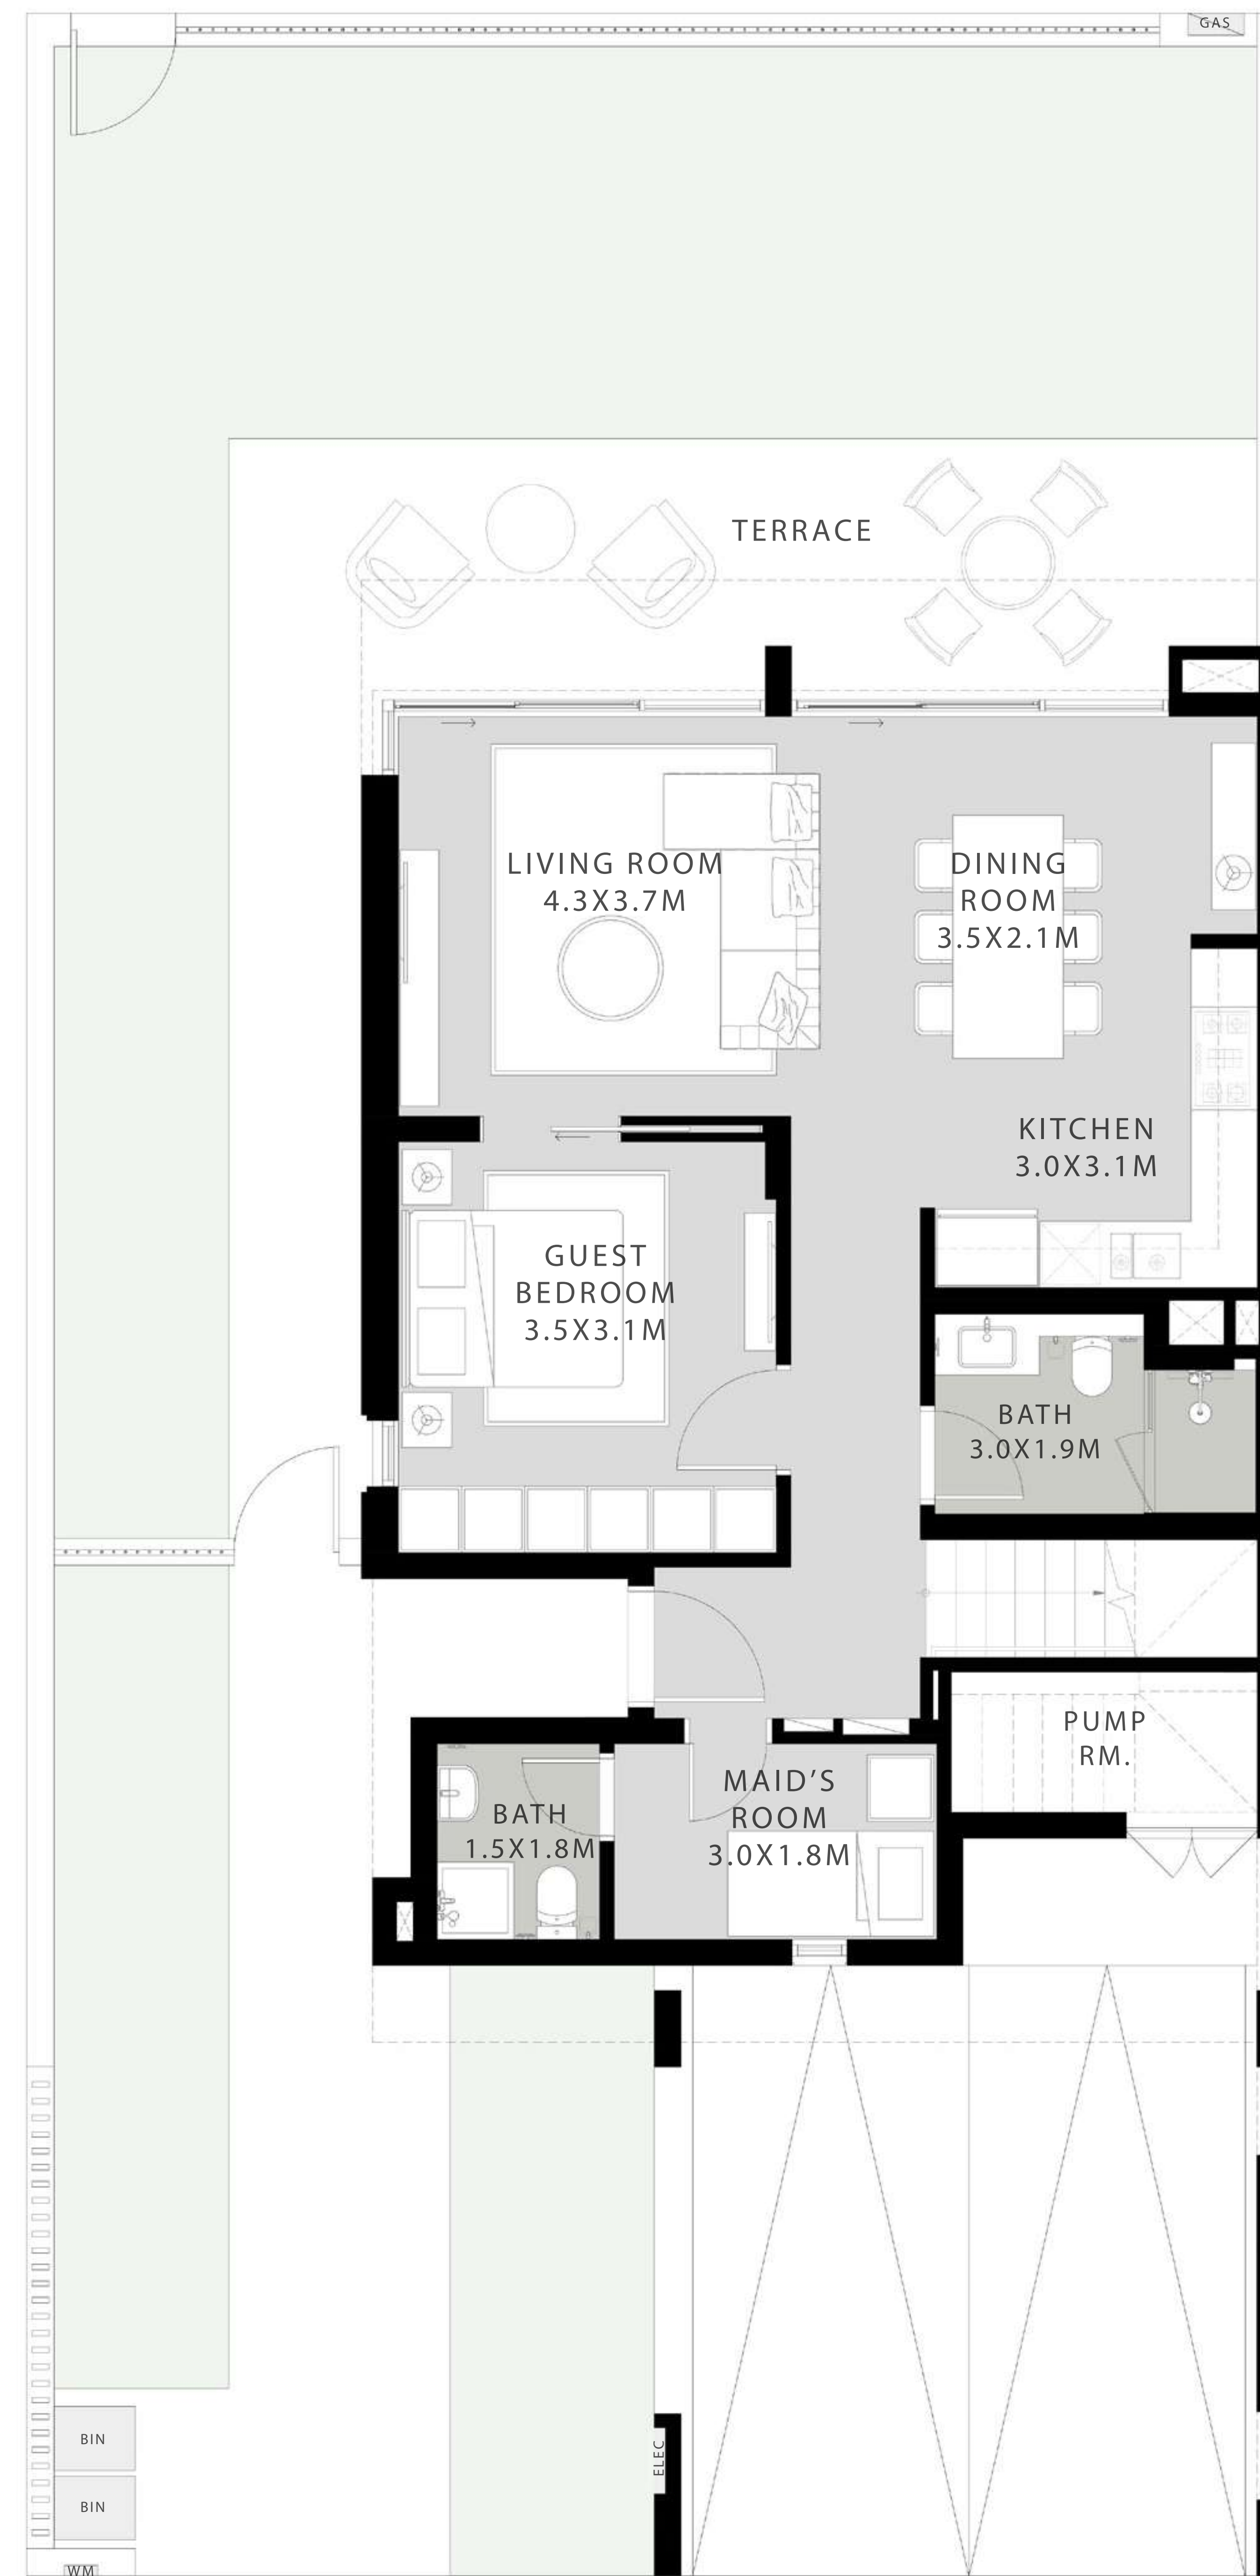 GAS
TERRACE
LIVING ROOM
4.3X3.7M
DINING
ROOM
3.5X2.1M
KITCHEN
3.0X3.1M
GUEST
BEDROOM
3.5X3.1M
BATH
3.0X1.9M
PUMP
RM.
MAID’S
ROOM
3.0X1.8M
BATH
1.5X1.8M
BIN
ELEC
BIN
WM